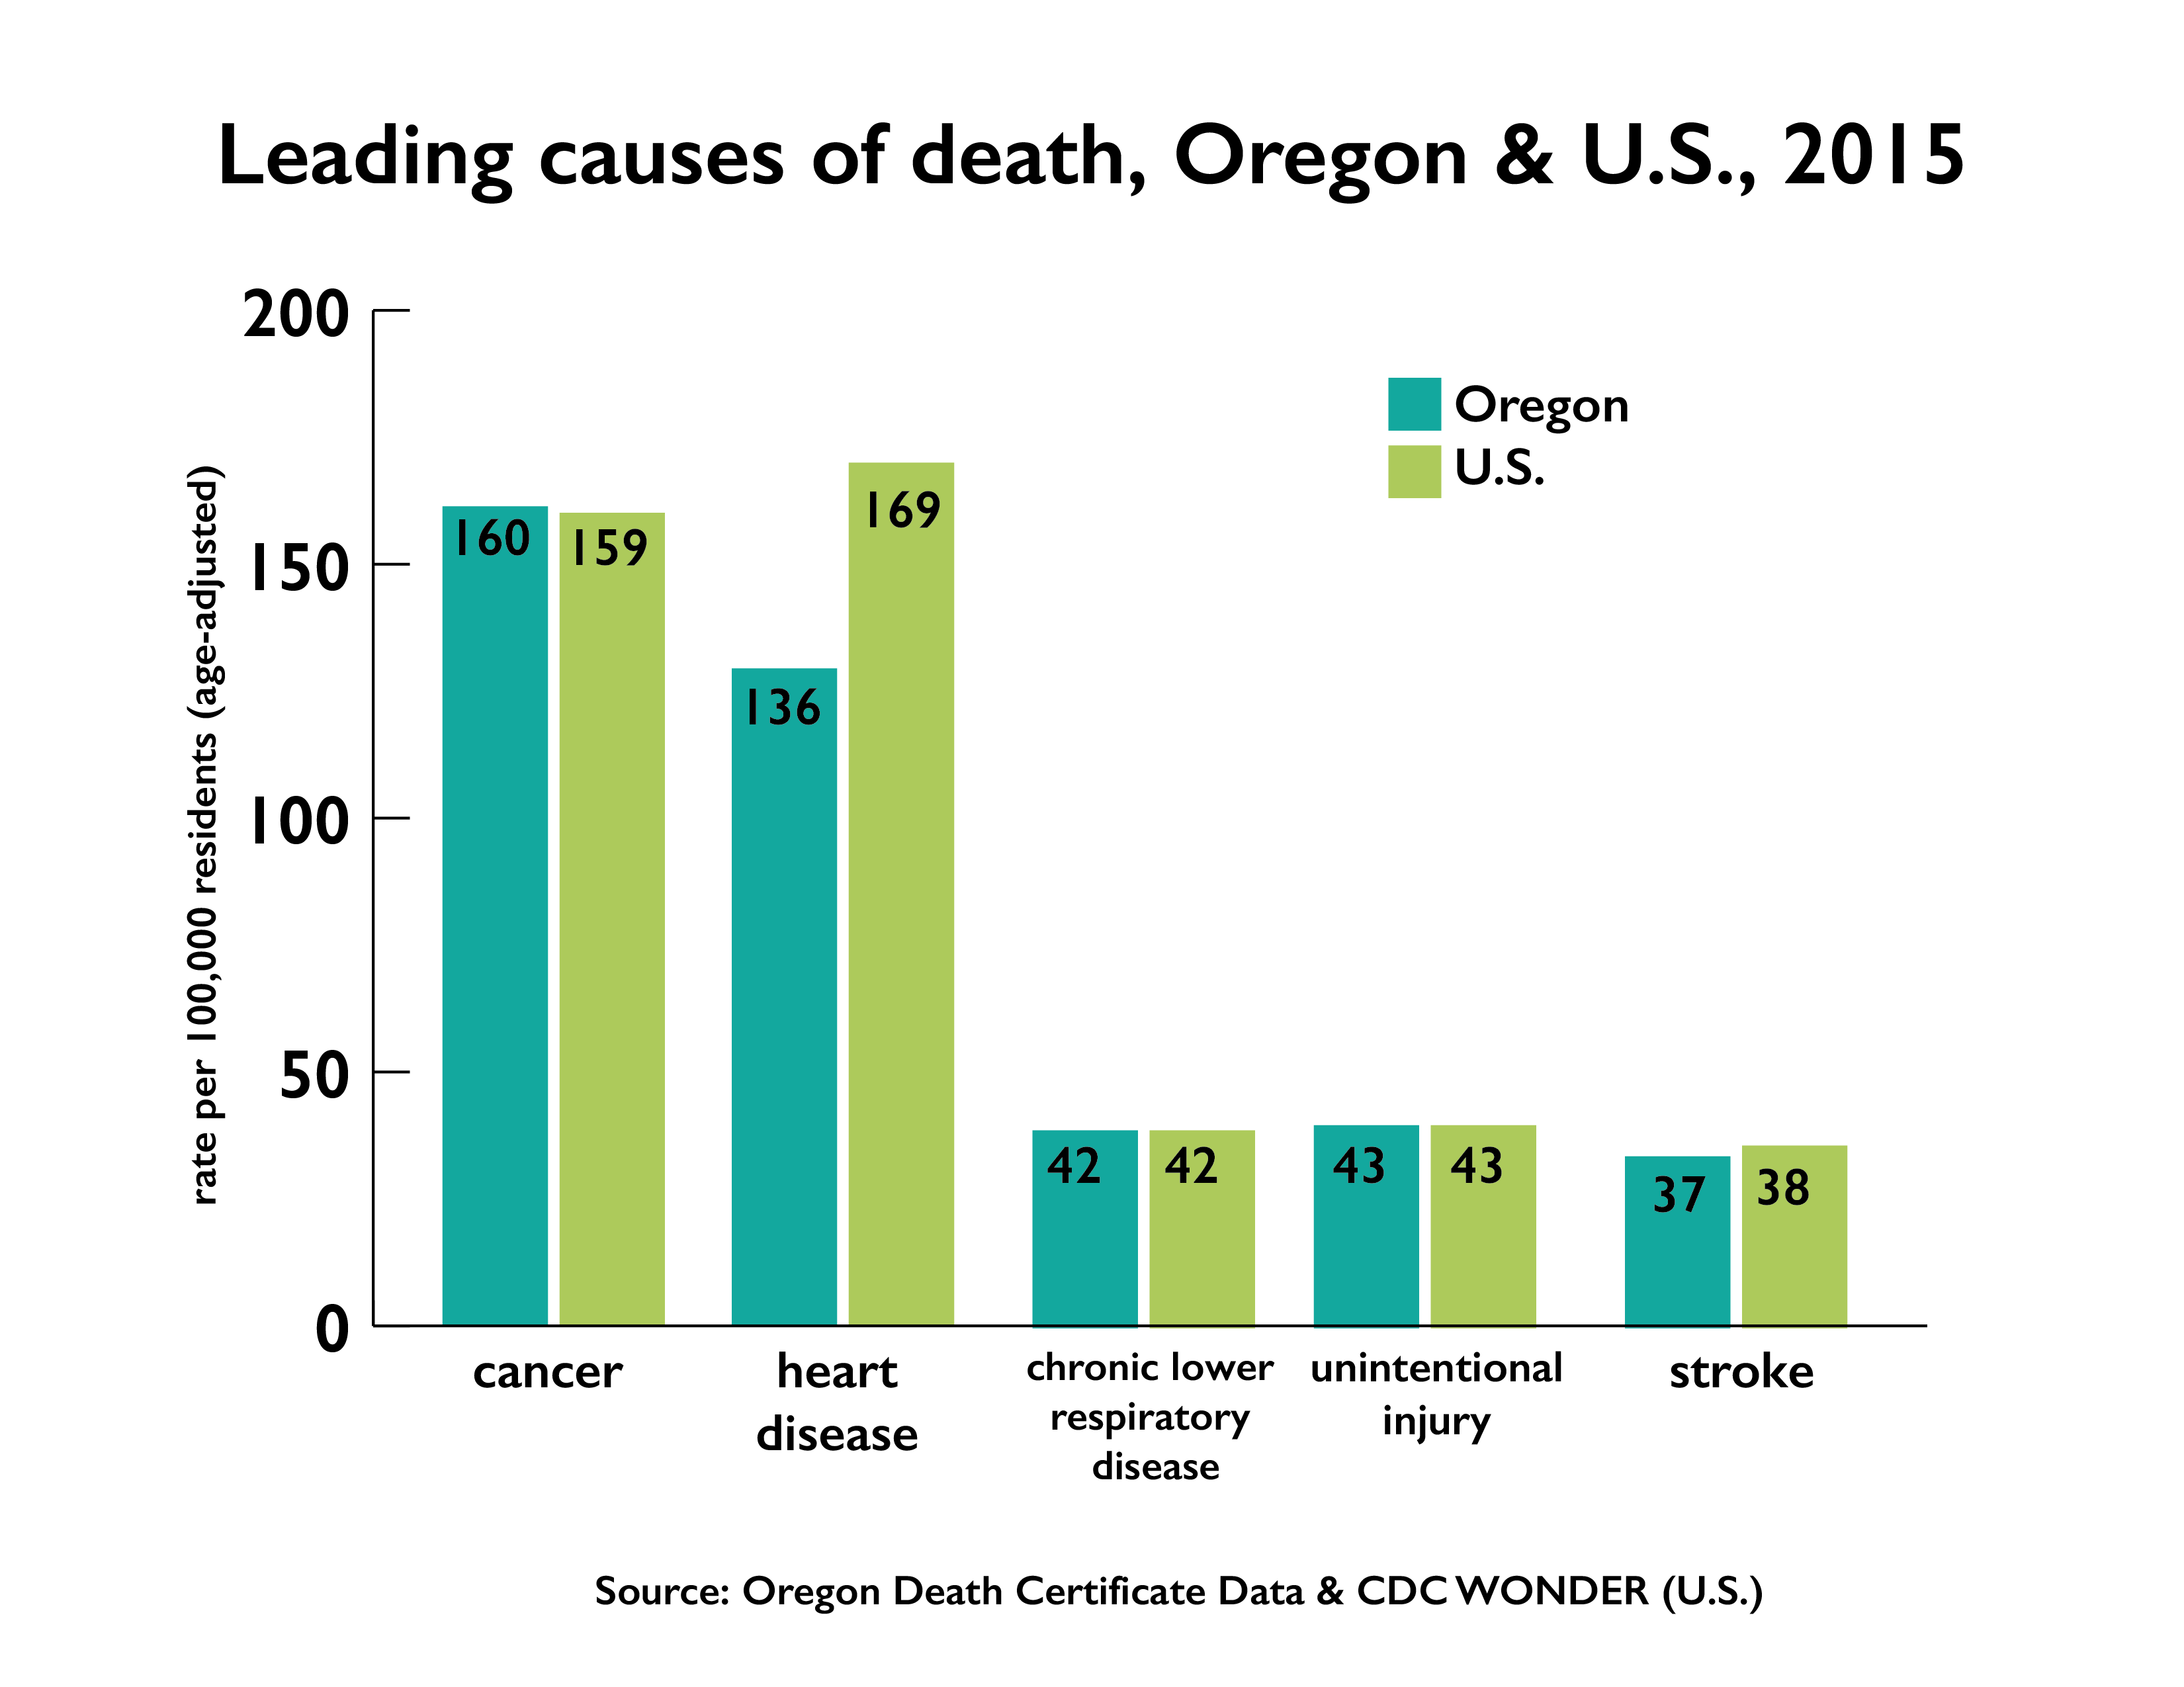 Leading causes of death, Oregon & U.S., 2015
200
150
100
50
0
rate per 100,000 residents (age-adjusted)
Oregon
U.S.
160
159
136
169
42
42
43
43
37
38
cancer
heart
disease
chronic lower
respiratory
disease
unintentional
injury
stroke
Source: Oregon Death Certificate Data & CDC WONDER (U.S.)